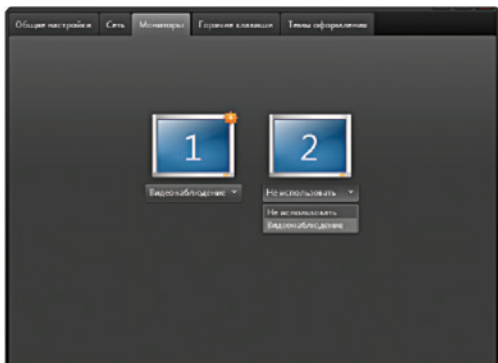 Общие настройки Сеть Мониторы Горячие клавиши Темы оформления
1 2
Видеонаблюдение Не использовать
Не использовать
Видеонаблюдение